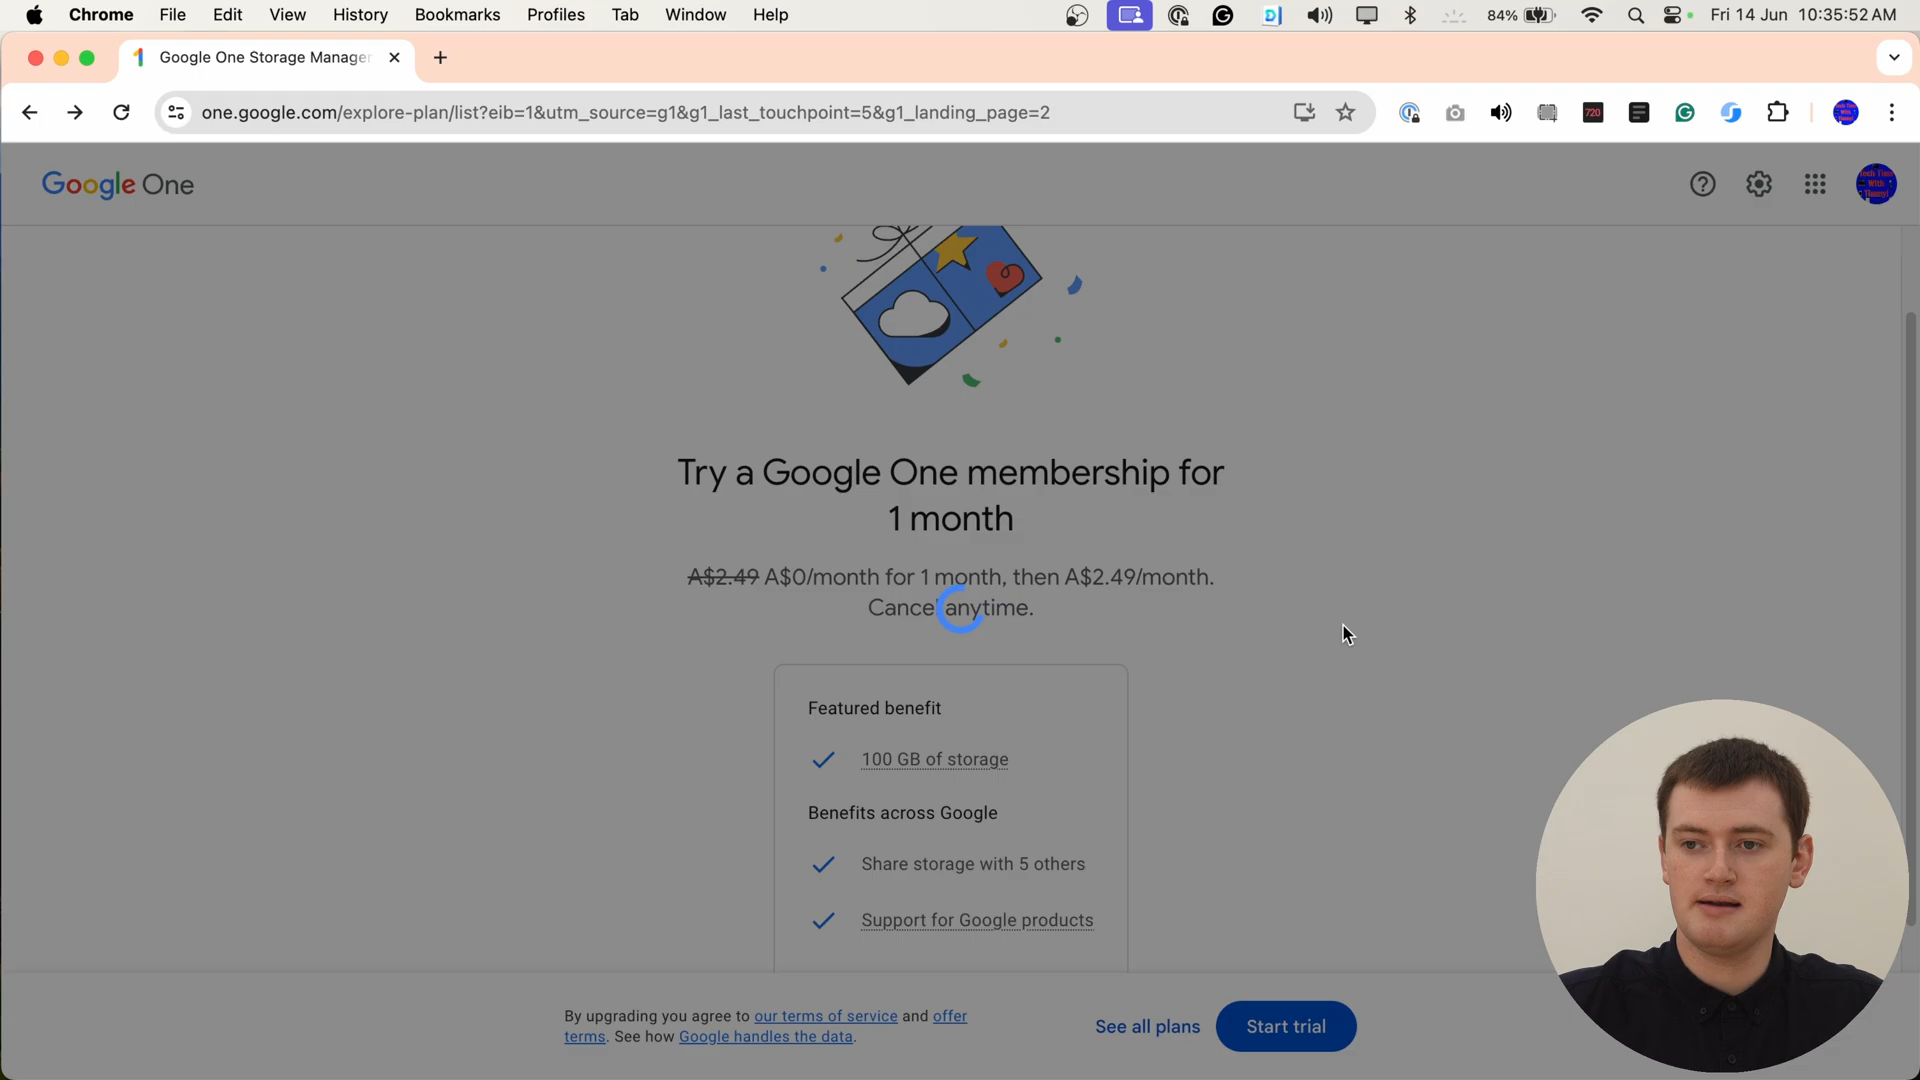 Chrome File Edit View History Bookmarks Profiles Tab Window Help 84% Fri 14 Jun 10:35:52 AM
Google One Storage Manager
one.google.com/explore-plan/list?eib=1&utm_source=g1&g1_last_touchpoint=5&g1_landing_page=2
720
Google One
Tech Time
With
Timmy!
Try a Google One membership for
1 month
A$2.49 A$0/month for 1 month, then A$2.49/month.
Cancel anytime.
Featured benefit
100 GB of storage
Benefits across Google
Share storage with 5 others
Support for Google products
By upgrading you agree to our terms of service and offer
terms. See how Google handles the data.
See all plans
Start trial